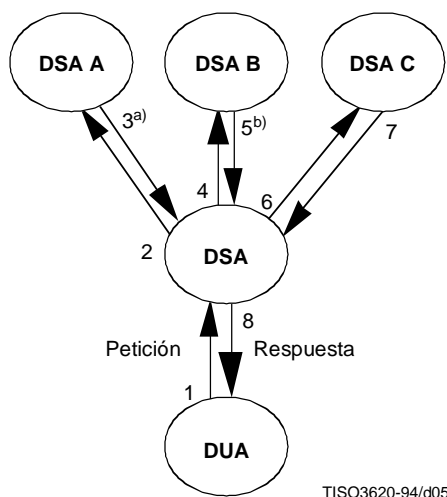 DSA A
DSA B
DSA C
3a)
5b)
7
4
6
2
DSA
8
Petición
Respuesta
1
DUA
TISO3620-94/d05